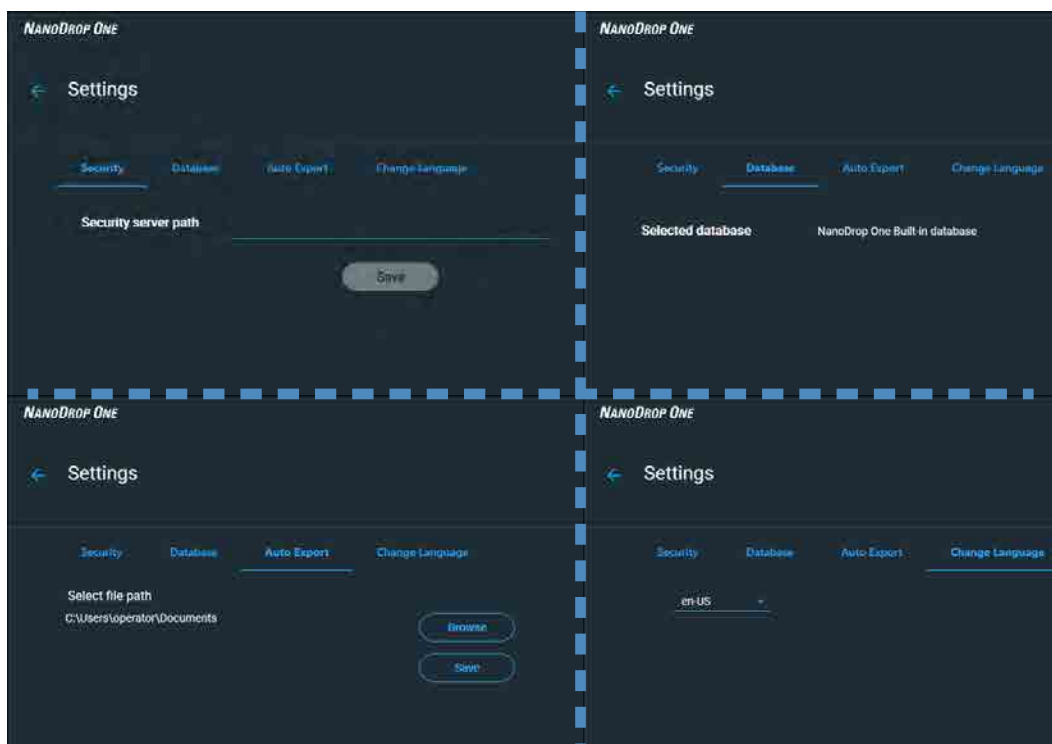 NANODROP ONE
Settings
Security Database Auto Export Change Language
Security server path
Save
NANODROP ONE
Settings
Security Database Auto Export Change Language
Selected database NanoDrop One Built-in database
NANODROP ONE
Settings
Security Database Auto Export Change Language
Select file path
C:\Users\operator\Documents
Browse
Save
NANODROP ONE
Settings
Security Database Auto Export Change Language
en-US